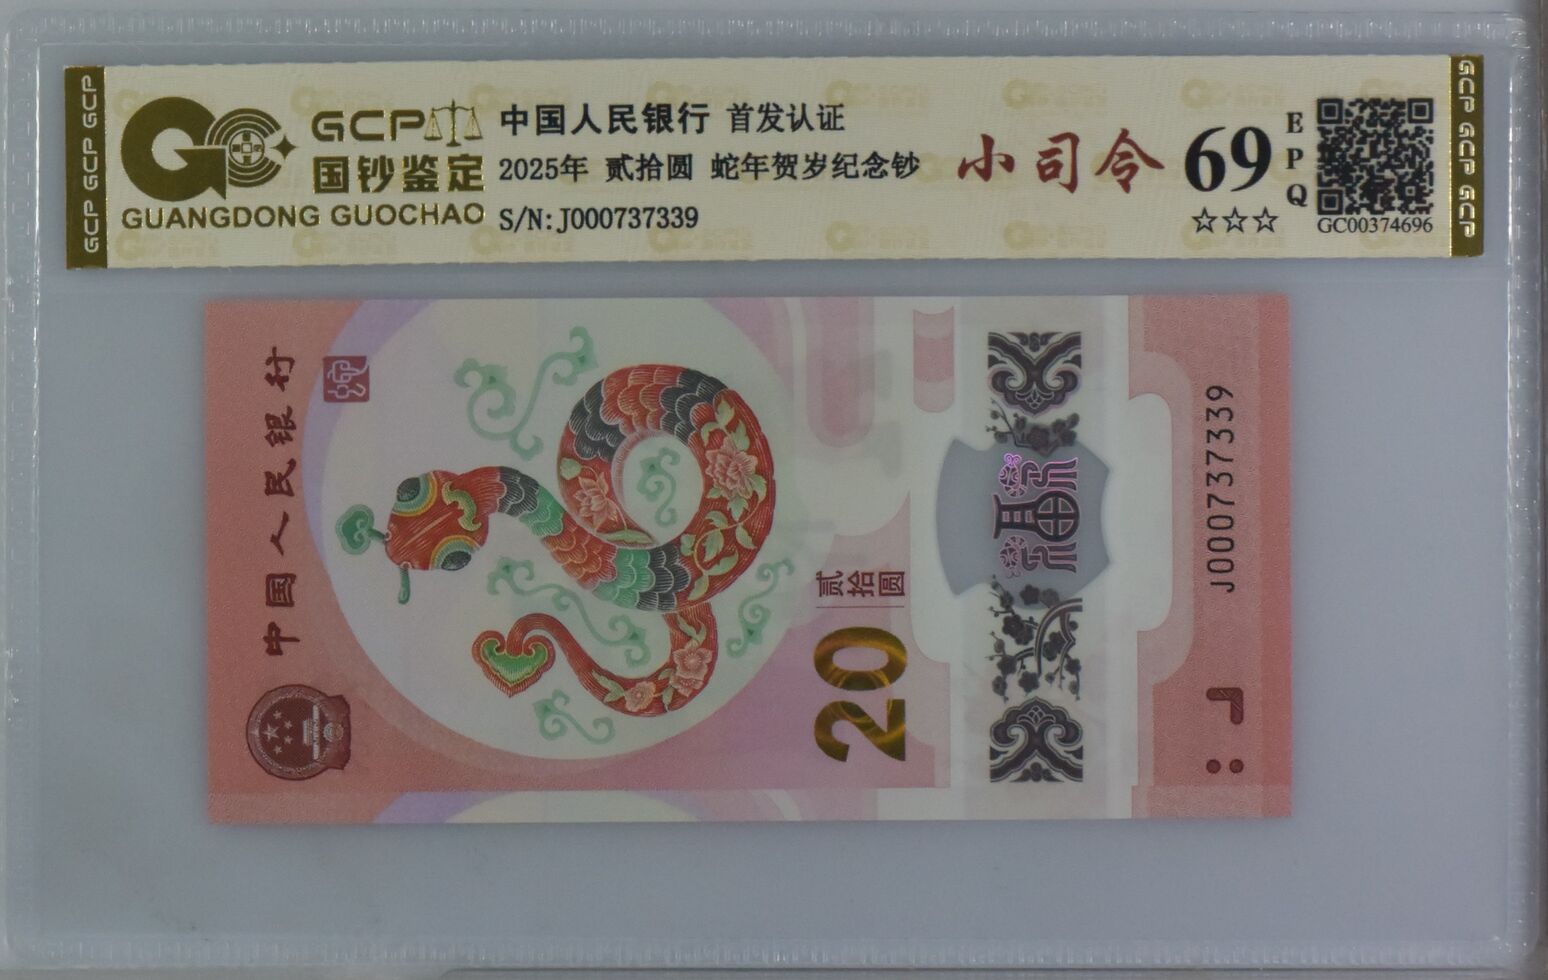 GCP GCP GCP
GCP
国钞鉴定
GUANGDONG GUOCHAO
中国人民银行 首发认证
2025年 贰拾圆 蛇年贺岁纪念钞
S/N:J000737339
小司令
69
EPQ
☆☆☆
GC00374696
GCP GCP GCP
中国人民银行
贰拾圆
20
J000737339